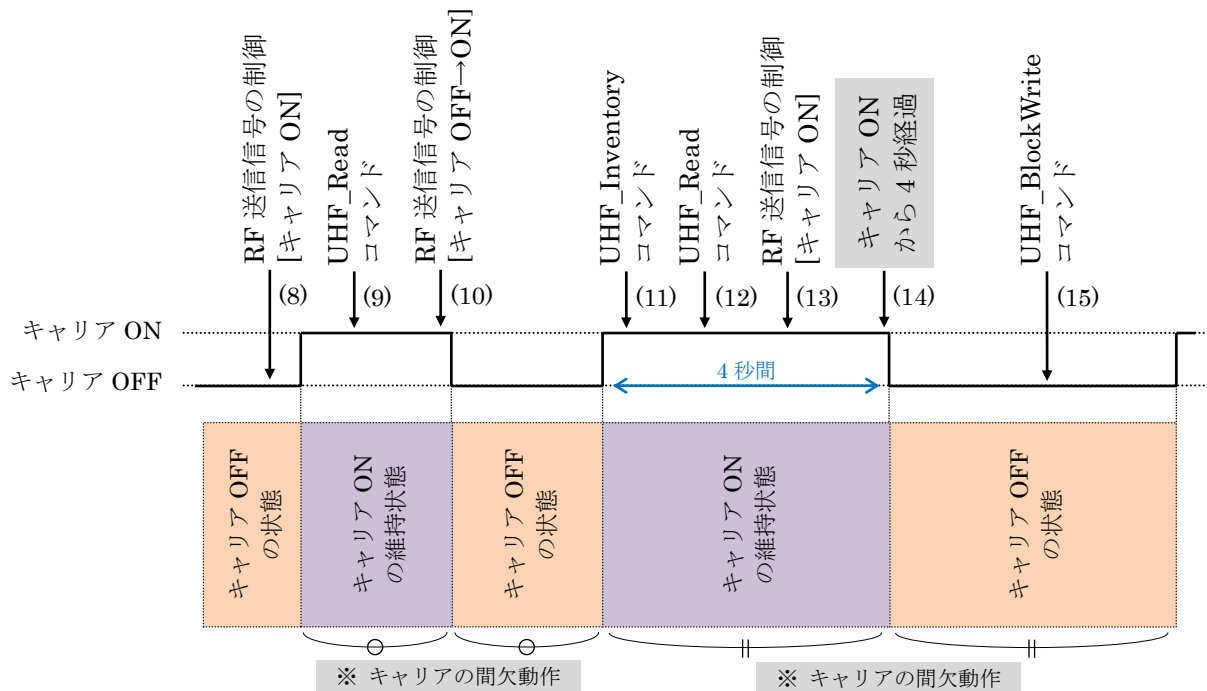 RF 送信信号の制御
[キャリア ON]
(8)
UHF_Read
コマンド
(9)
RF 送信信号の制御
[キャリア OFF→ON]
(10)
UHF_Inventory
コマンド
(11)
UHF_Read
コマンド
(12)
RF 送信信号の制御
[キャリア ON]
(13)
キャリア ON
から 4 秒経過
(14)
UHF_BlockWrite
コマンド
(15)
キャリア ON
キャリア OFF
4 秒間
キャリア OFF
の状態
キャリア ON
の維持状態
キャリア OFF
の状態
キャリア ON
の維持状態
キャリア OFF
の状態
※ キャリアの間欠動作
※ キャリアの間欠動作